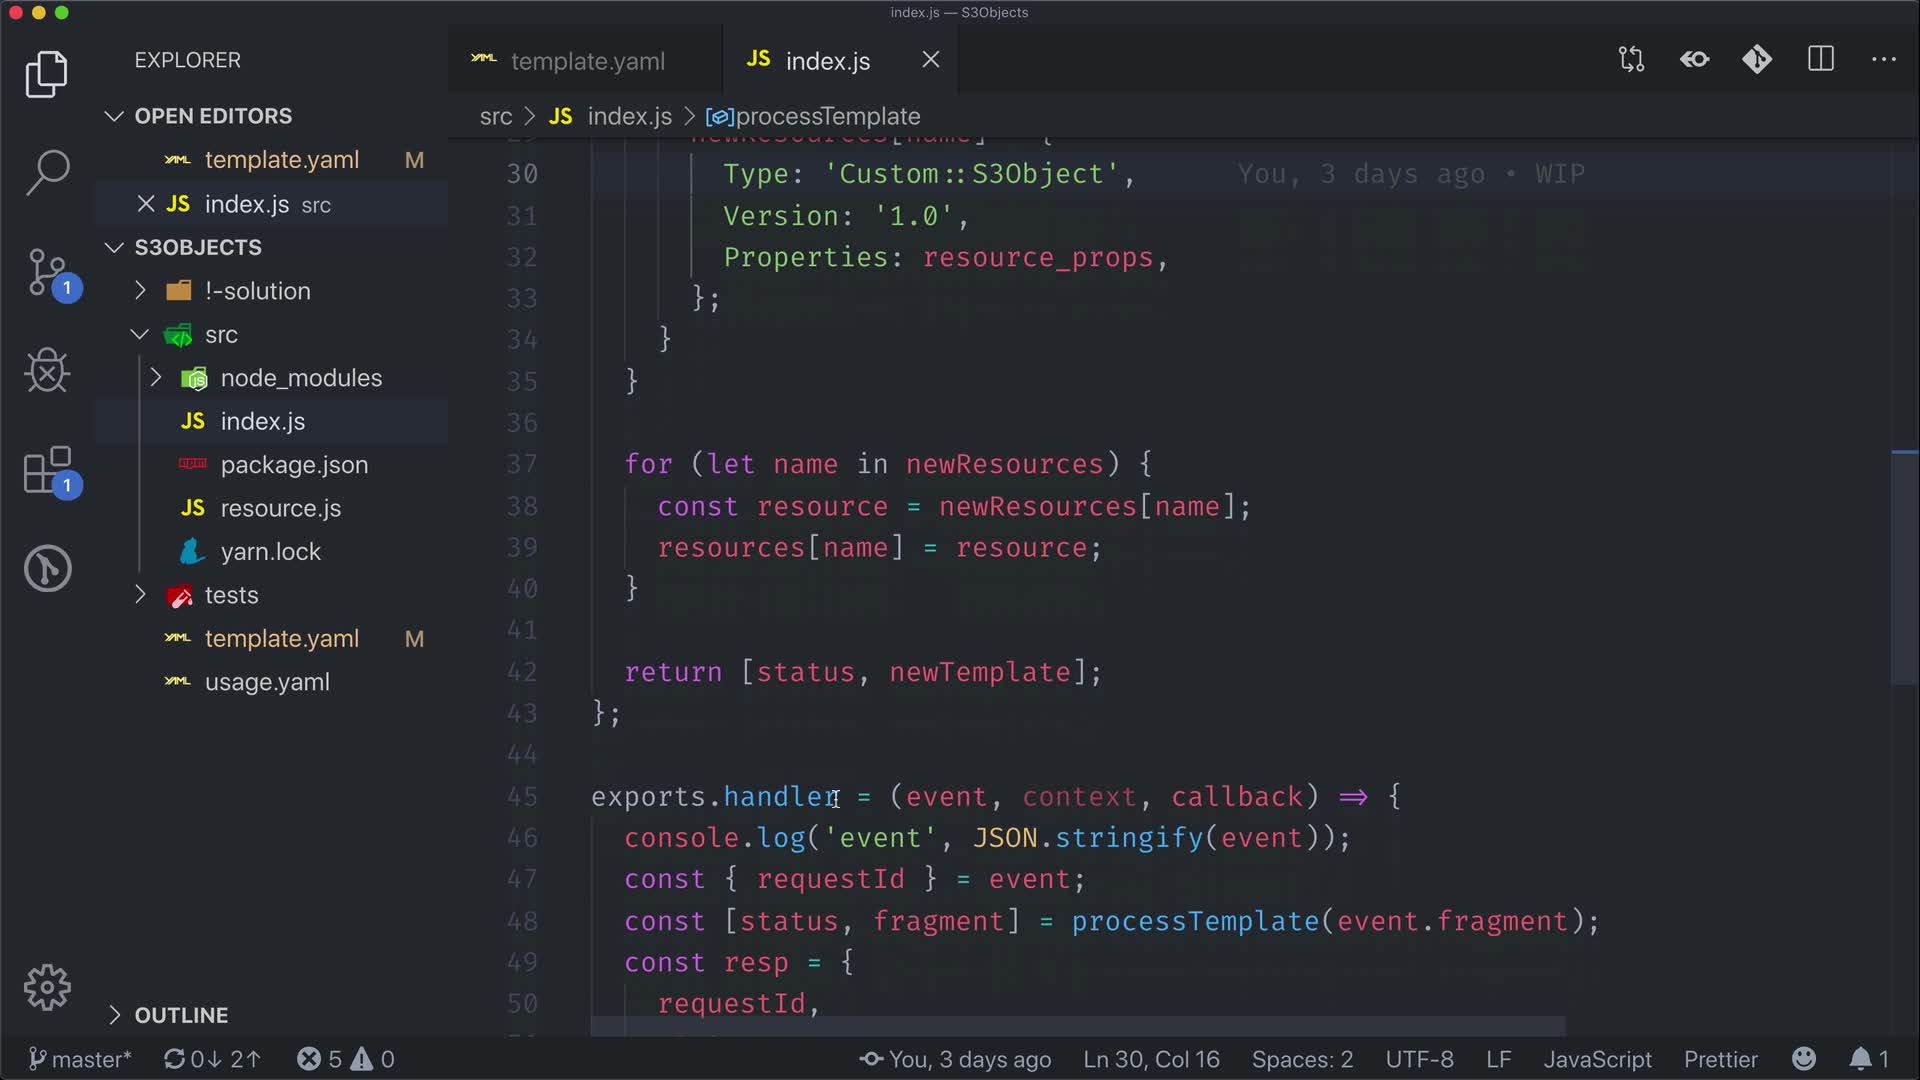 index.js — S3Objects
EXPLORER
OPEN EDITORS
YAML template.yaml M
JS index.js src
S3OBJECTS
!-solution
src
node_modules
JS index.js
npm package.json
JS resource.js
yarn.lock
tests
YAML template.yaml M
YAML usage.yaml
OUTLINE
1
1
YAML template.yaml
JS index.js
src > JS index.js > processTemplate
30 Type: 'Custom::S3Object', You, 3 days ago • WIP
31 Version: '1.0',
32 Properties: resource_props,
33 };
34 }
35 }
36
37 for (let name in newResources) {
38 const resource = newResources[name];
39 resources[name] = resource;
40 }
41
42 return [status, newTemplate];
43 };
44
45 exports.handler = (event, context, callback) => {
46 console.log('event', JSON.stringify(event));
47 const { requestId } = event;
48 const [status, fragment] = processTemplate(event.fragment);
49 const resp = {
50 requestId,
master* 0↓ 2↑ 5 0 You, 3 days ago Ln 30, Col 16 Spaces: 2 UTF-8 LF JavaScript Prettier 1